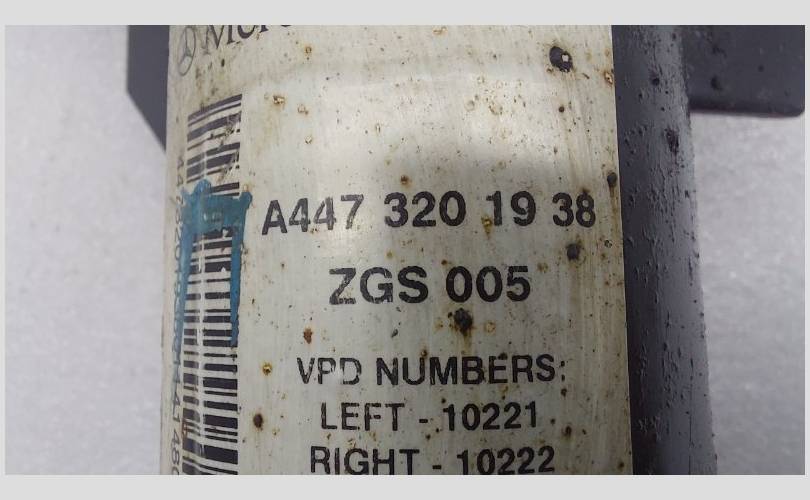 A447 320 19 38
ZGS 005
VPD NUMBERS:
LEFT - 10221
RIGHT - 10222